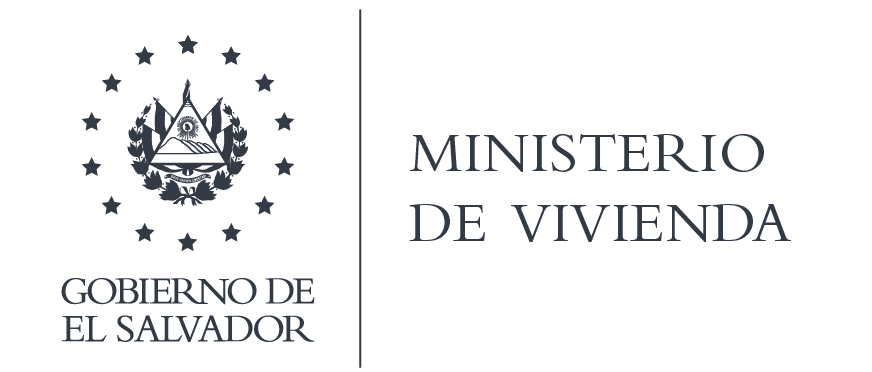 GOBIERNO DE
EL SALVADOR
MINISTERIO
DE VIVIENDA